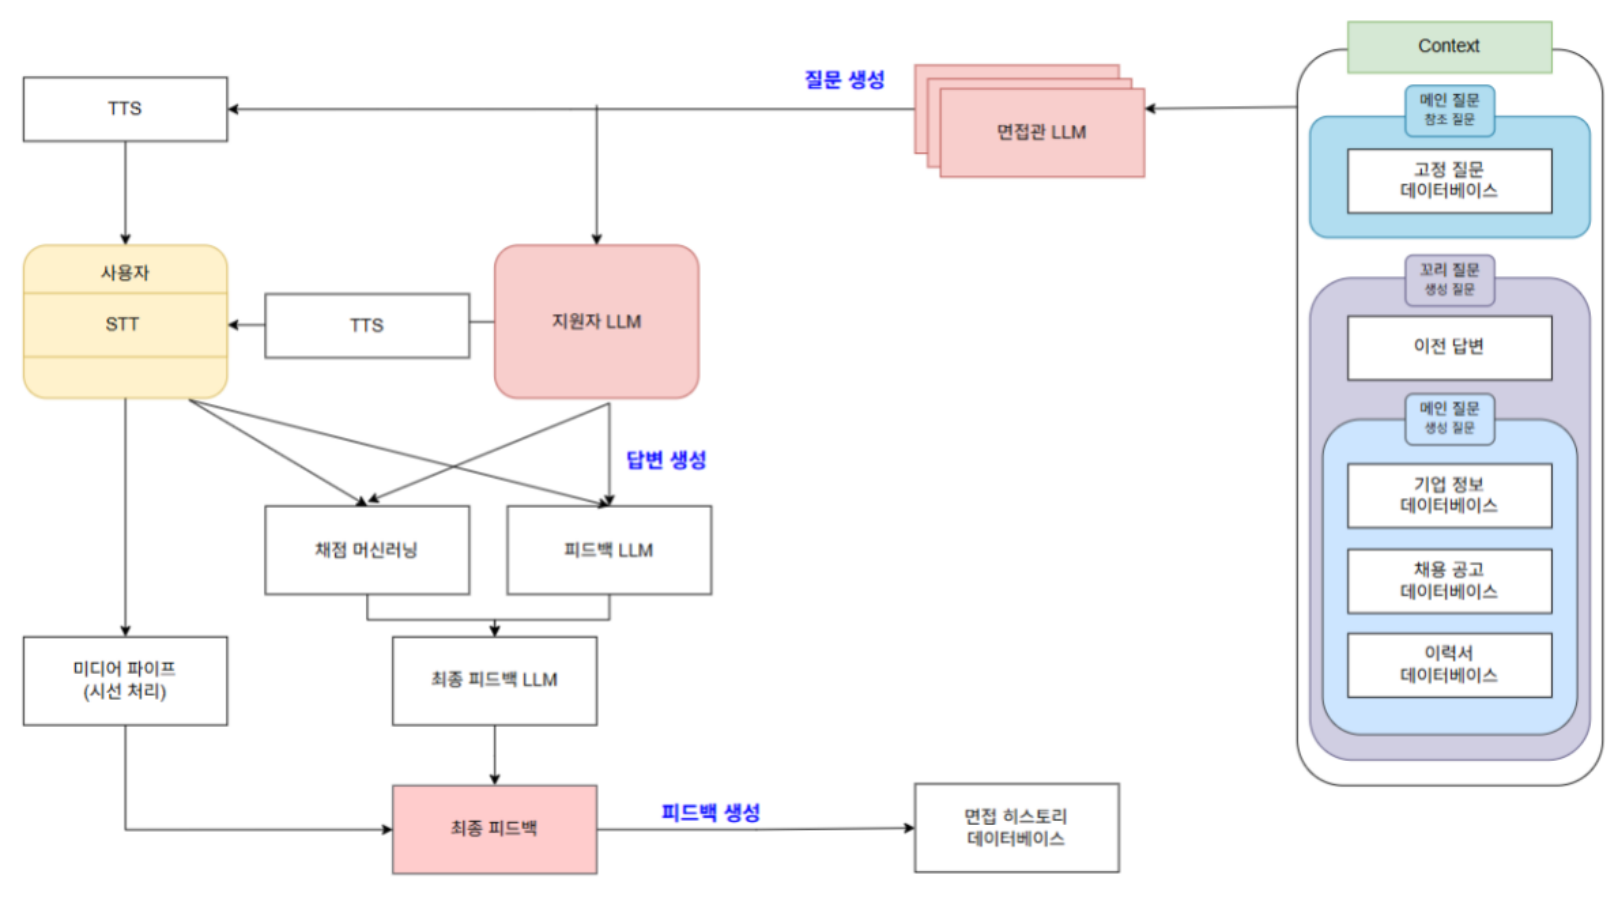 Context
질문 생성
TTS
면접관 LLM
메인 질문
참조 질문
고정 질문
데이터베이스
사용자
STT
TTS
지원자 LLM
꼬리 질문
생성 질문
이전 답변
메인 질문
생성 질문
기업 정보
데이터베이스
채용 공고
데이터베이스
이력서
데이터베이스
답변 생성
채점 머신러닝
피드백 LLM
미디어 파이프
(시선 처리)
최종 피드백 LLM
최종 피드백
피드백 생성
면접 히스토리
데이터베이스